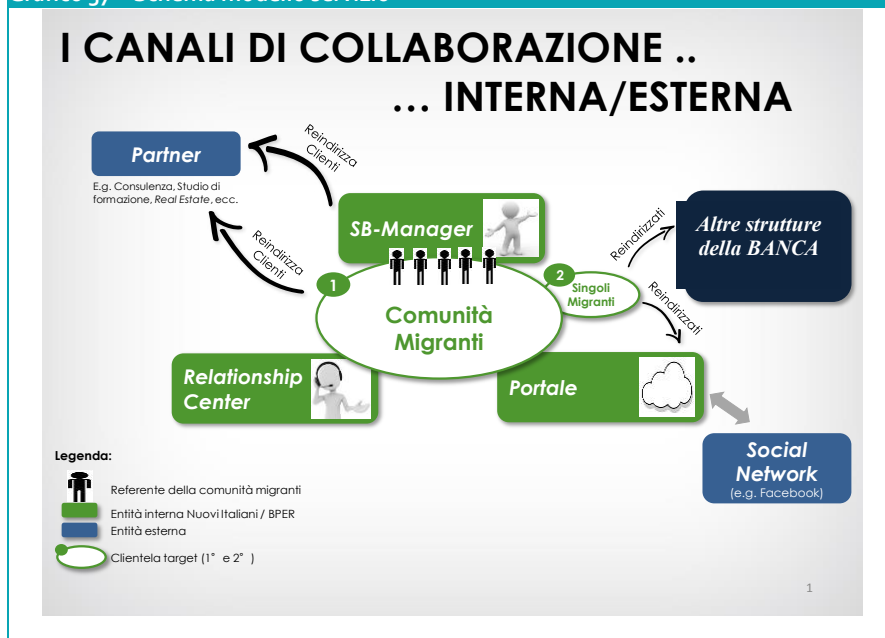 I CANALI DI COLLABORAZIONE ..
... INTERNA/ESTERNA
Partner
E.g. Consulenza, Studio di
formazione, Real Estate, ecc.
Reindirizza
Clienti
Reindirizza
Clienti
SB-Manager
1
Comunità
Migranti
2
Singoli
Migranti
Reindirizzati
Reindirizzati
Altre strutture
della BANCA
Relationship
Center
Portale
Social
Network
(e.g. Facebook)
Legenda:
Referente della comunità migranti
Entità interna Nuovi Italiani / BPER
Entità esterna
Clientela target (1° e 2° )
1